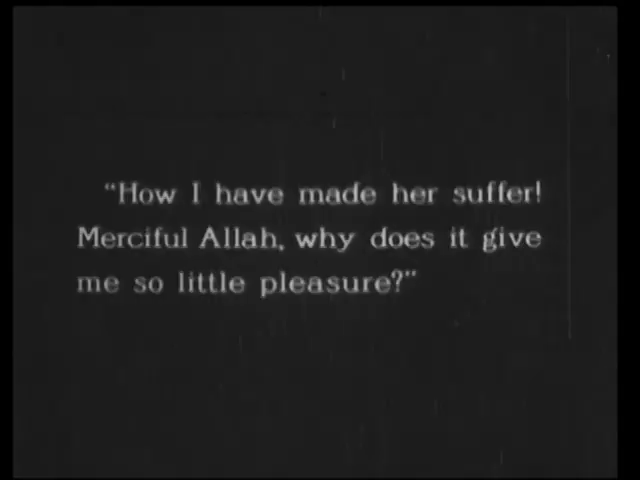 "How I have made her suffer!
Merciful Allah, why does it give
me so little pleasure?"